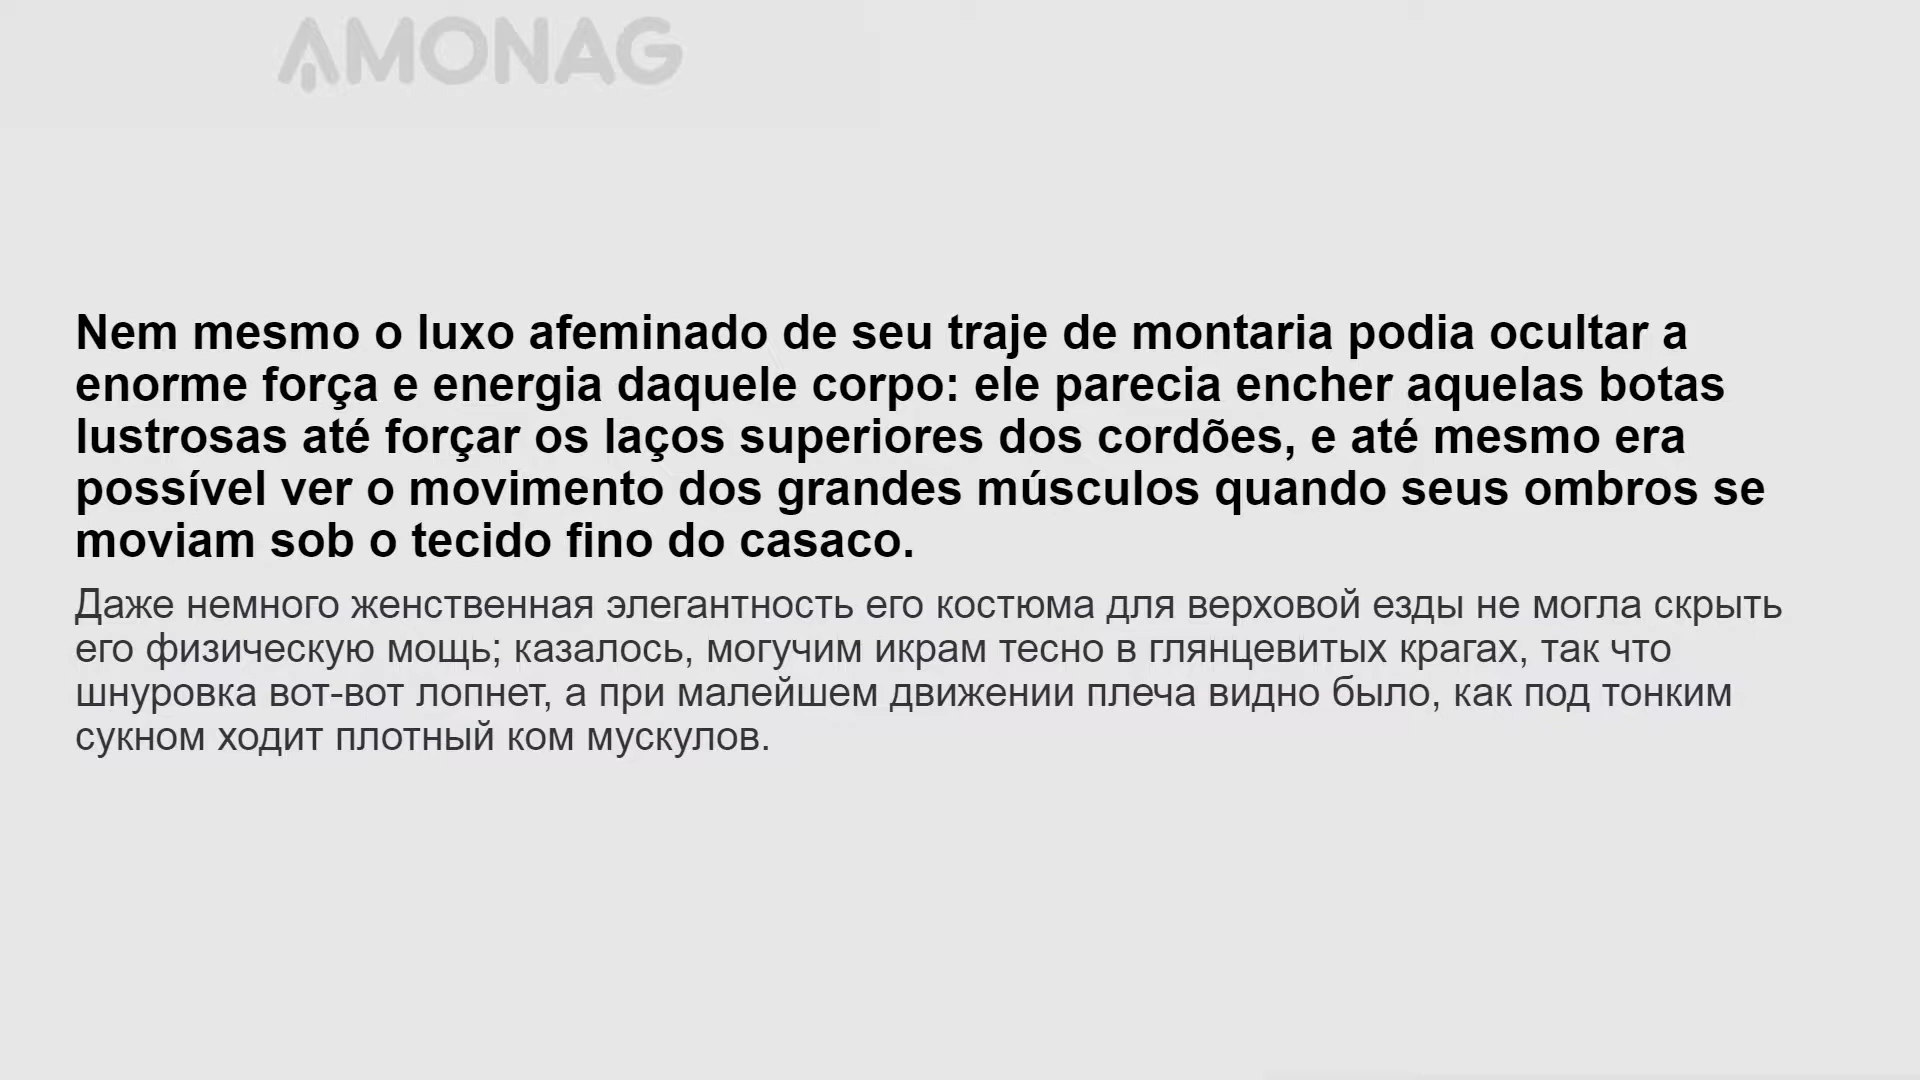 AMONAG
Nem mesmo o luxo afeminado de seu traje de montaria podia ocultar a
enorme força e energia daquele corpo: ele parecia encher aquelas botas
lustrosas até forçar os laços superiores dos cordões, e até mesmo era
possível ver o movimento dos grandes músculos quando seus ombros se
moviam sob o tecido fino do casaco.
Даже немного женственная элегантность его костюма для верховой езды не могла скрыть
его физическую мощь; казалось, могучим икрам тесно в глянцевитых крагах, так что
шнуровка вот-вот лопнет, а при малейшем движении плеча видно было, как под тонким
сукном ходит плотный ком мускулов.